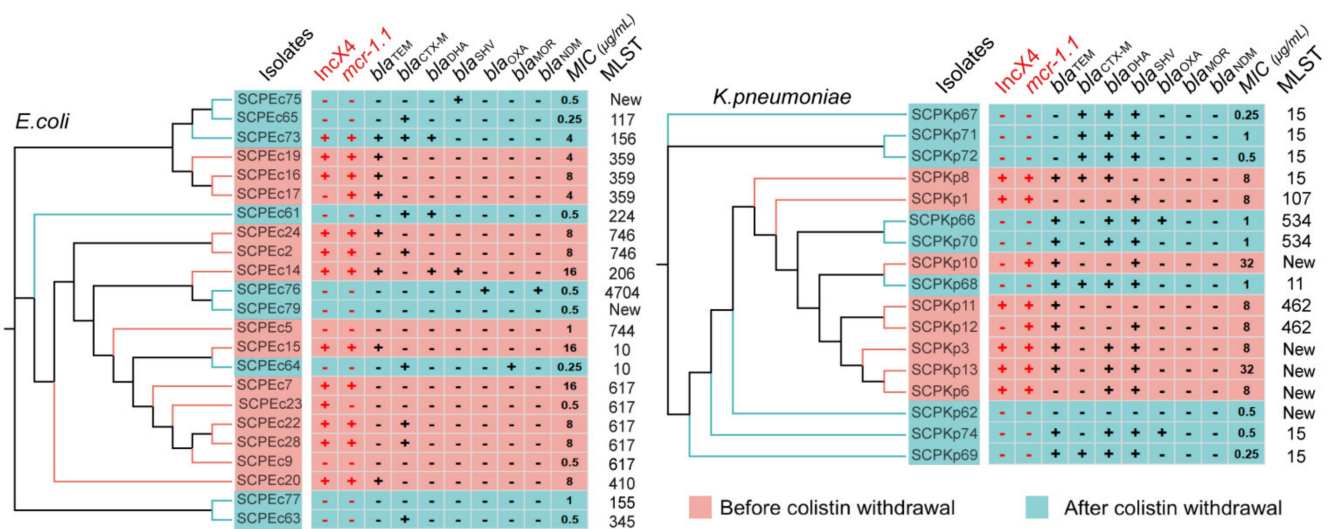 E.coli
Isolates IncX4 mcr-1.1 blaTEM blaCTX-M blaDHA blaSHV blaOXA blaMOR blaNDM MIC (μg/mL) MLST
SCPEc75 - - - - - + - - - 0.5 New
SCPEc65 - - - + - - - - - 0.25 117
SCPEc73 + + + + + - - - - 4 156
SCPEc19 + + + - - - - - - 4 359
SCPEc16 + + + - - - - - - 8 359
SCPEc17 - + + - - - - - - 4 359
SCPEc61 - - - + + - - - - 0.5 224
SCPEc24 + + + - - - - - - 8 746
SCPEc2 + + - + - - - - - 8 746
SCPEc14 + + + - + + - - - 16 206
SCPEc76 - - - - - - + - + 0.5 4704
SCPEc79 - - - - - - - - - 0.5 New
SCPEc5 - - - - - - - - - 1 744
SCPEc15 + + + - - - - - - 16 10
SCPEc64 - - - + - - - + - 0.25 10
SCPEc7 + + - - - - - - - 16 617
SCPEc23 + - - - - - - - - 0.5 617
SCPEc22 + + - + - - - - - 8 617
SCPEc28 + + - + - - - - - 8 617
SCPEc9 - - - - - - - - - 0.5 617
SCPEc20 + + + - - - - - - 8 410
SCPEc77 - - - - - - - - - 1 155
SCPEc63 - - - + - - - - - 0.5 345
K.pneumoniae
Isolates IncX4 mcr-1.1 blaTEM blaCTX-M blaDHA blaSHV blaOXA blaMOR blaNDM MIC (μg/mL) MLST
SCPKp67 - - - + + + - - - 0.25 15
SCPKp71 - - - + + + - - - 1 15
SCPKp72 - - - + + + - - - 0.5 15
SCPKp8 + + + + + - - - - 8 15
SCPKp1 + + - - - + - - - 8 107
SCPKp66 - - + - + + + - - 1 534
SCPKp70 - - + - + + - - - 1 534
SCPKp10 - + + - - + - - - 32 New
SCPKp68 - - + + + + - - - 1 11
SCPKp11 + + + - - - - - - 8 462
SCPKp12 - + + - - + - - - 8 462
SCPKp3 + + + - + + - - - 8 New
SCPKp13 + + + - + + - - - 32 New
SCPKp6 + + - - + + - - - 8 New
SCPKp62 - - - - - - - - - 0.5 New
SCPKp74 - - + - + + + - - 0.5 15
SCPKp69 - - + + + + - - - 0.25 15
Before colistin withdrawal
After colistin withdrawal